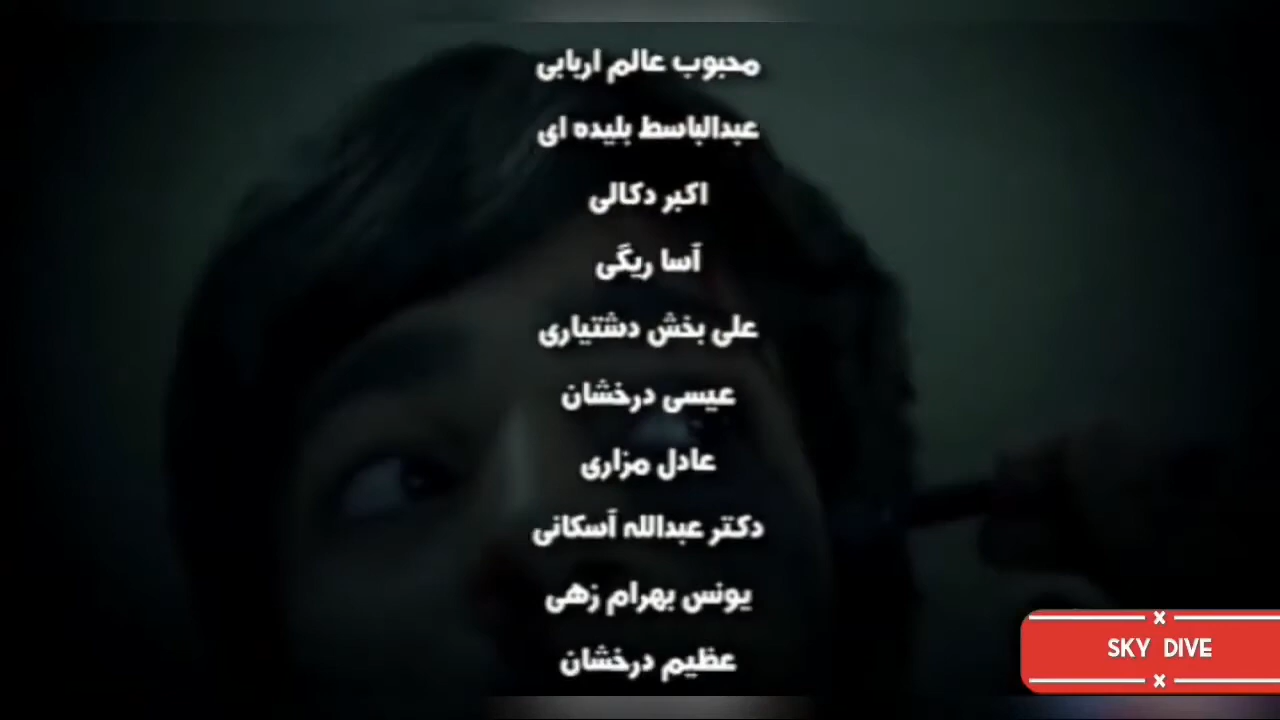 محبوب عالم اربابی
عبدالباسط بلیده ای
اکبر دکالی
آسا ریگی
علی بخش دشتیاری
عیسی درخشان
عادل مزاری
دکتر عبدالله آسکانی
یونس بهرام زهی
عظیم درخشان
SKY DIVE